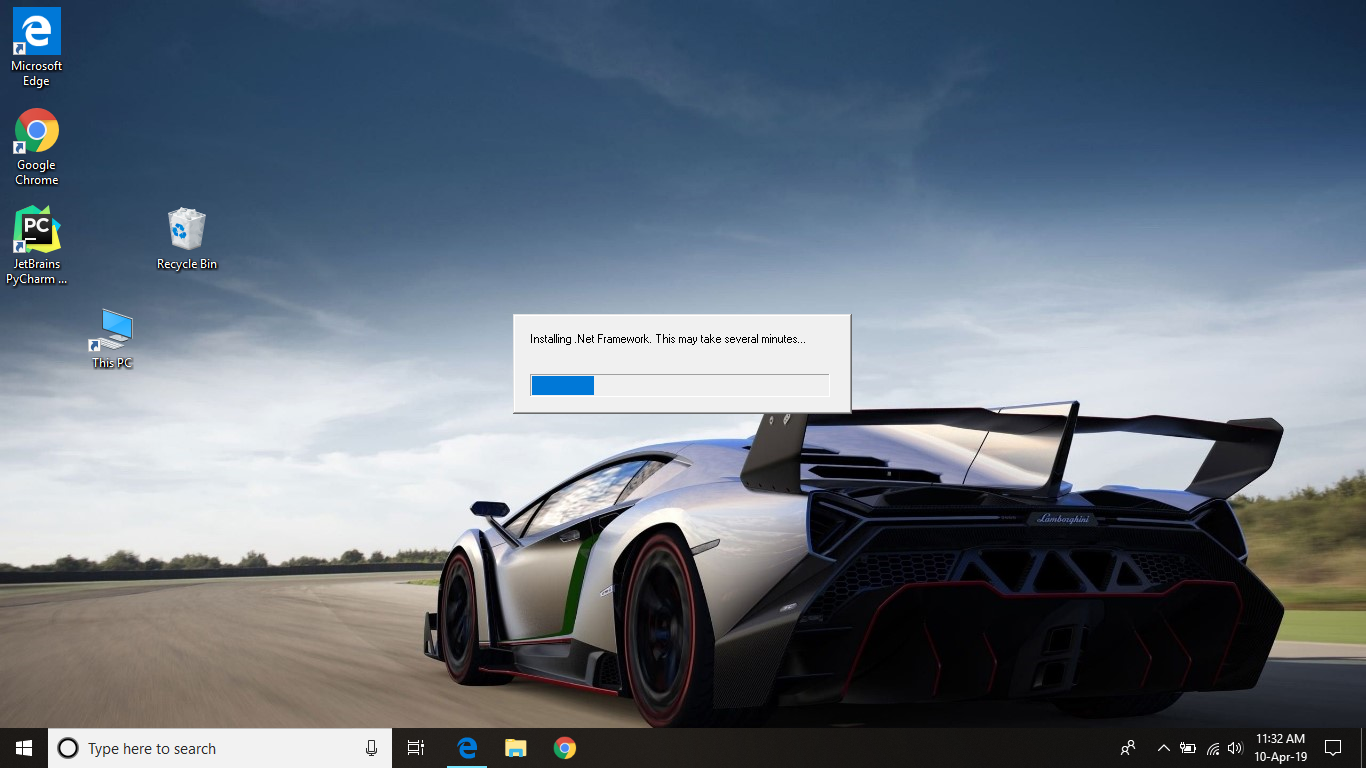 Microsoft
Edge
Google
Chrome
PC
JetBrains
PyCharm ...
Recycle Bin
This PC
Installing .Net Framework. This may take several minutes...
Lamborghini
Type here to search
11:32 AM
10-Apr-19